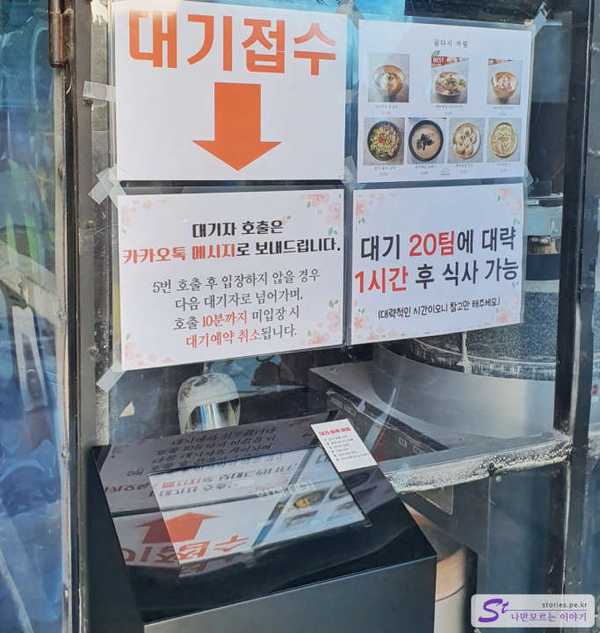 대기접수
대기자 호출은
카카오톡 메시지로 보내드립니다.
5번 호출 후 입장하지 않을 경우
다음 대기자로 넘어가며,
호출 10분까지 미입장 시
대기예약 취소됩니다.
대기 20팀에 대략
1시간 후 식사 가능
(대략적인 시간이오니 참고만 해주세요)
St
stories.pe.kr
나만모르는 이야기